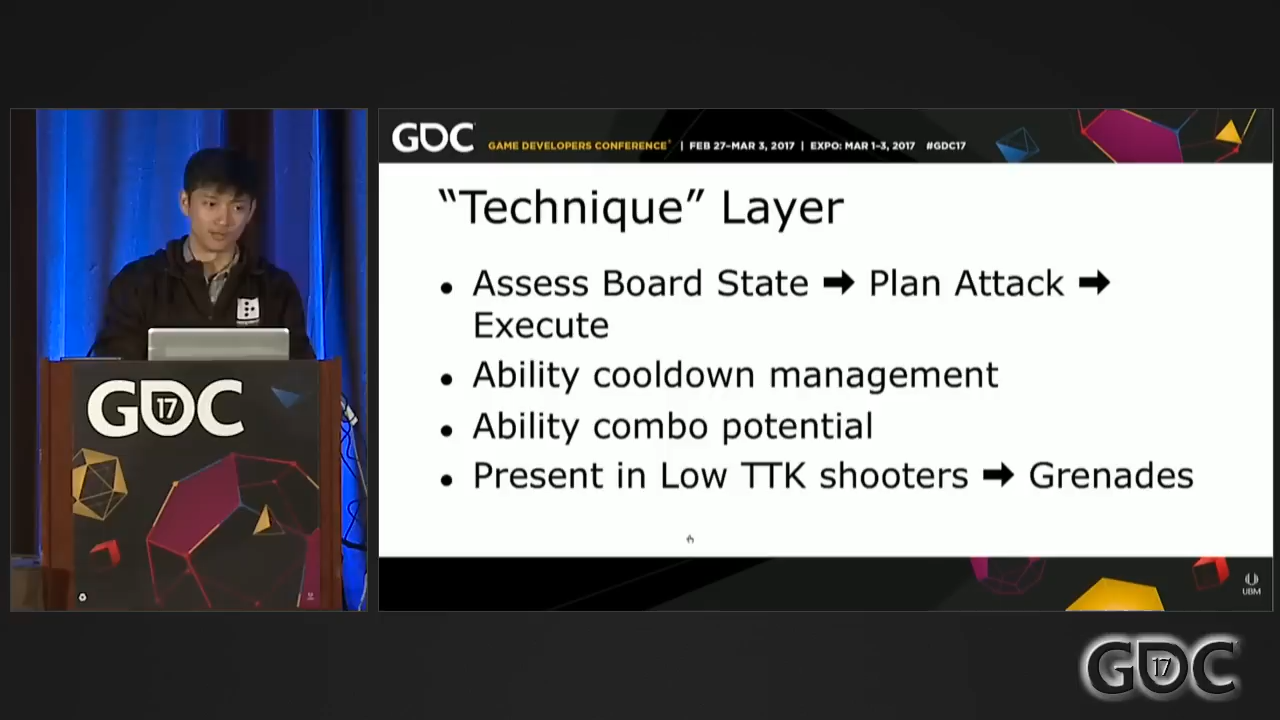 GDC
GAME DEVELOPERS CONFERENCE® | FEB 27–MAR 3, 2017 | EXPO: MAR 1–3, 2017 #GDC17
“Technique” Layer
• Assess Board State ➡ Plan Attack ➡
Execute
• Ability cooldown management
• Ability combo potential
• Present in Low TTK shooters ➡ Grenades
GDC
17
UBM
GDC
17